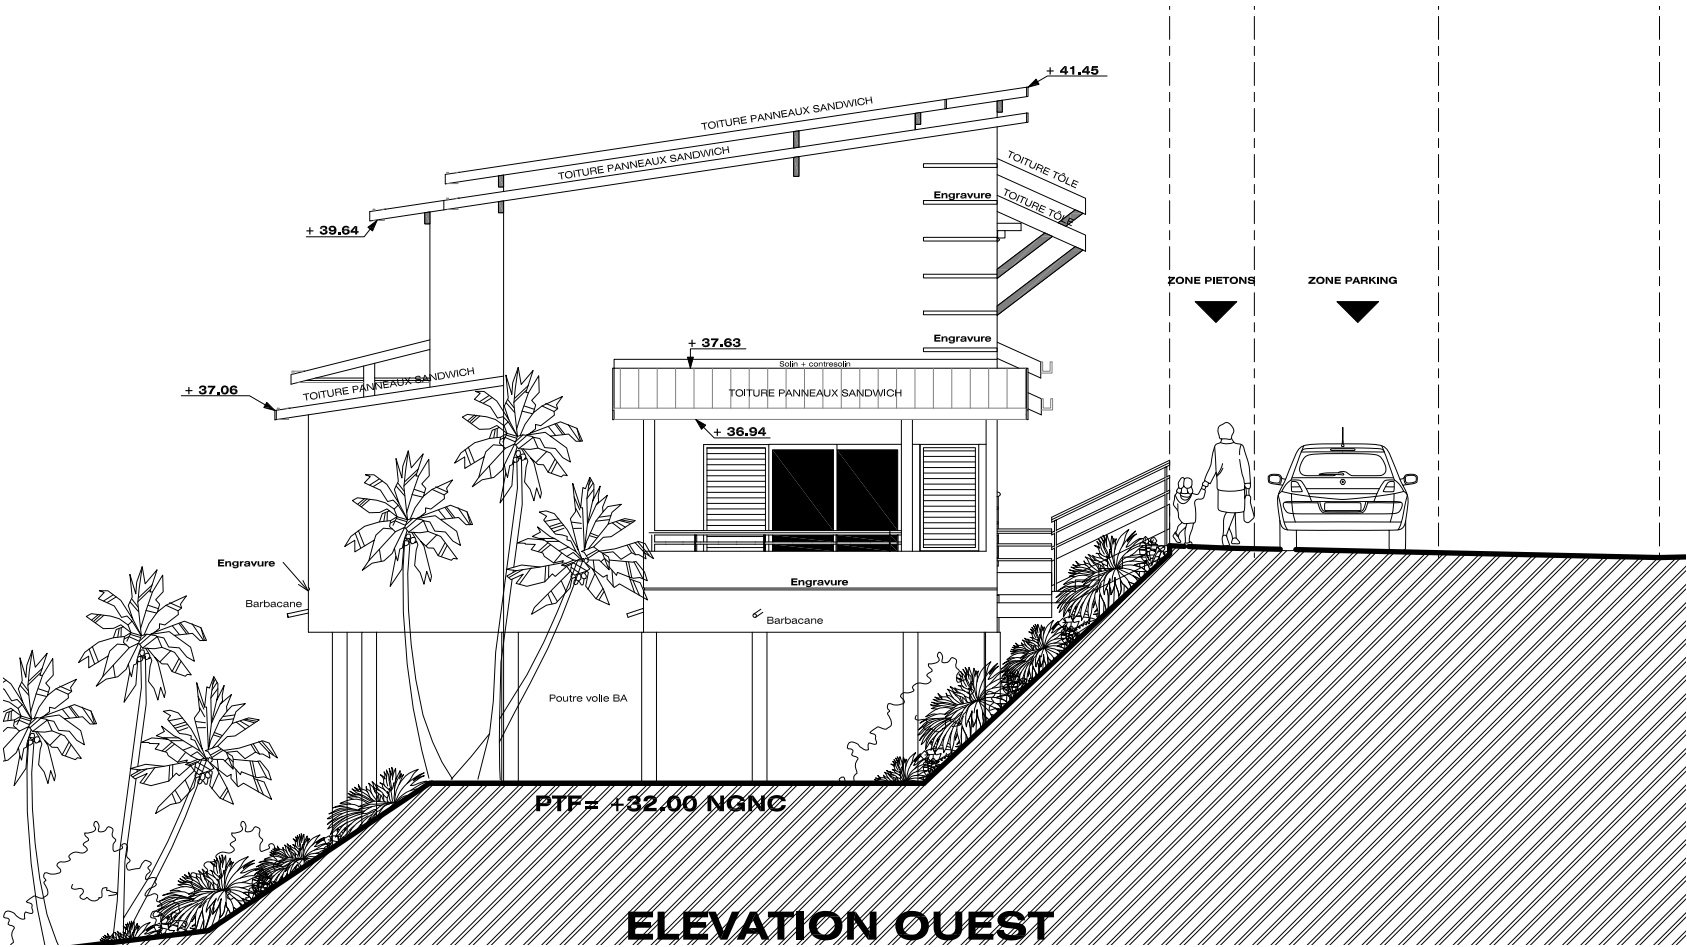 + 41.45
TOITURE PANNEAUX SANDWICH
TOITURE PANNEAUX SANDWICH
TOITURE TÔLE
Engravure
TOITURE TÔLE
+ 39.64
ZONE PIETONS
ZONE PARKING
Engravure
+ 37.63
Solin + contresolin
TOITURE PANNEAUX SANDWICH
+ 37.06
TOITURE PANNEAUX SANDWICH
+ 36.94
Engravure
Engravure
Barbacane
Barbacane
Poutre voile BA
PTF= +32.00 NGNC
ELEVATION OUEST